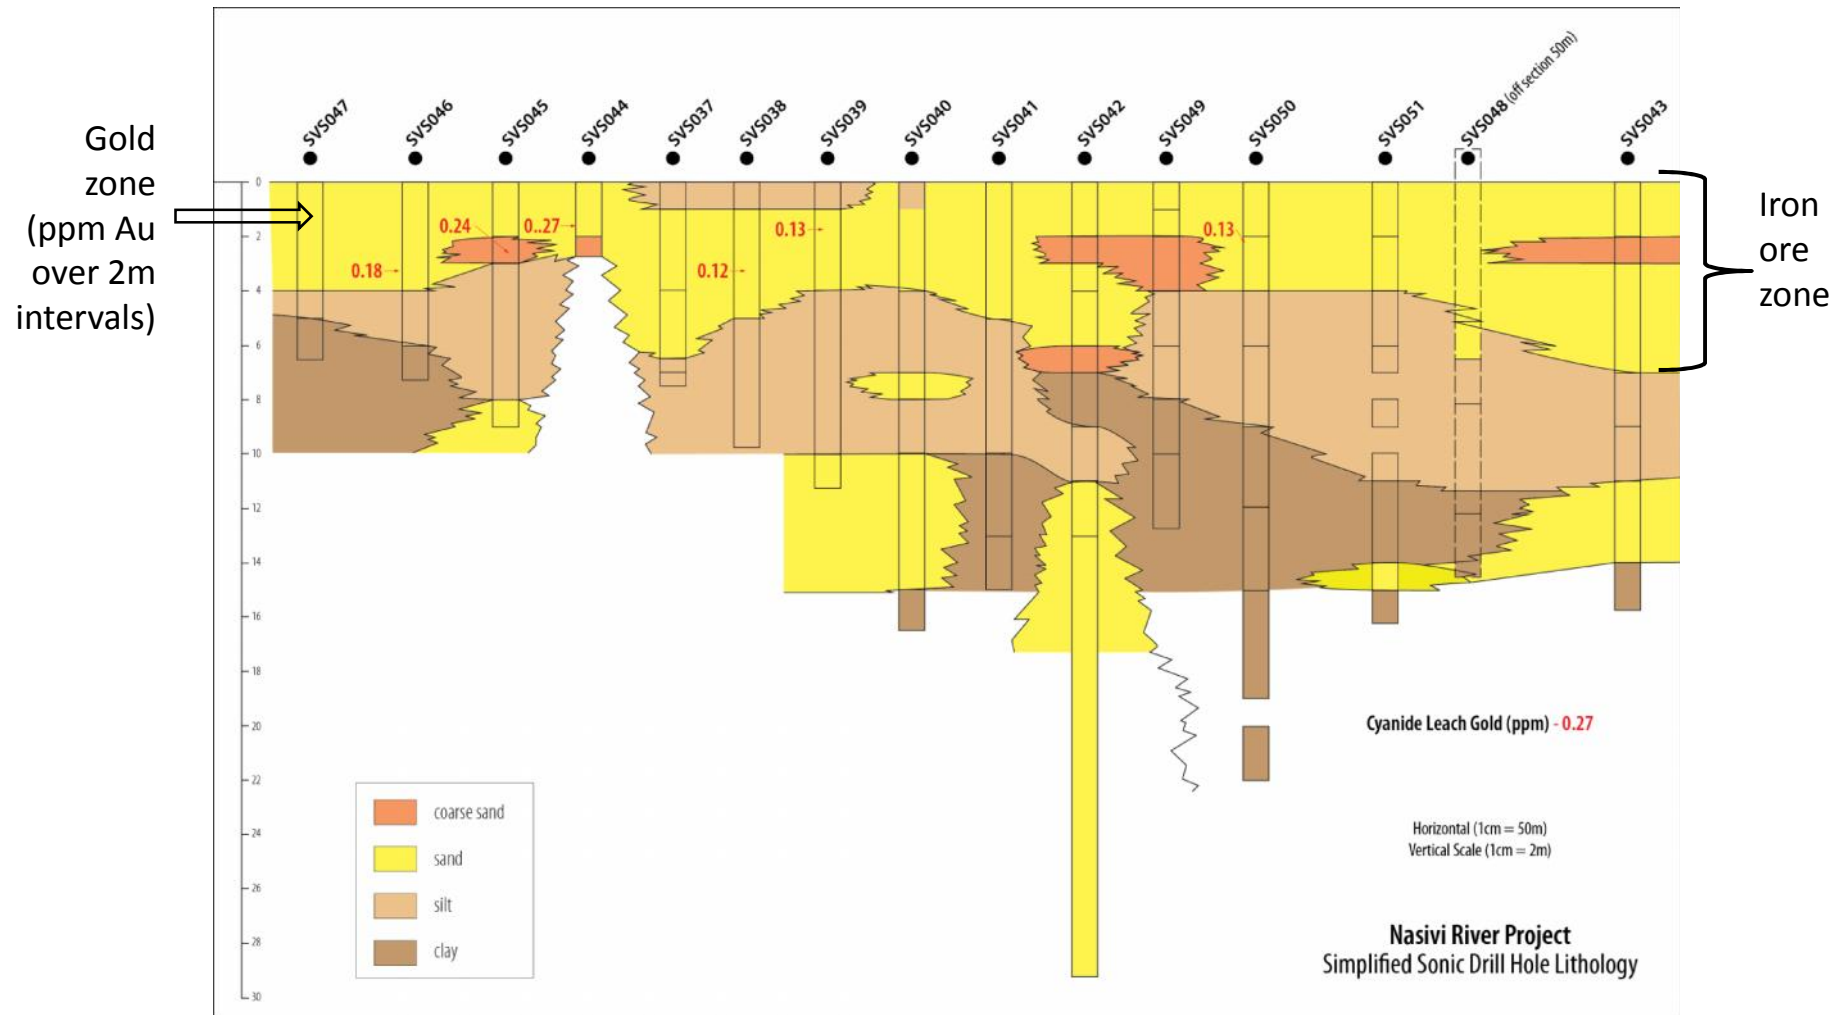 Gold
zone
(ppm Au
over 2m
intervals)
SVS047
SVS046
SVS045
SVS044
SVS037
SVS038
SVS039
SVS040
SVS041
SVS042
SVS049
SVS050
SVS051
SVS048 (off section 50m)
SVS043
Iron
ore
zone
0
2
4
6
8
10
12
14
16
18
20
22
24
26
28
30
0.18
0.24
0..27
0.12
0.13
0.13
coarse sand
sand
silt
clay
Cyanide Leach Gold (ppm) - 0.27
Horizontal (1cm = 50m)
Vertical Scale (1cm = 2m)
Nasivi River Project
Simplified Sonic Drill Hole Lithology